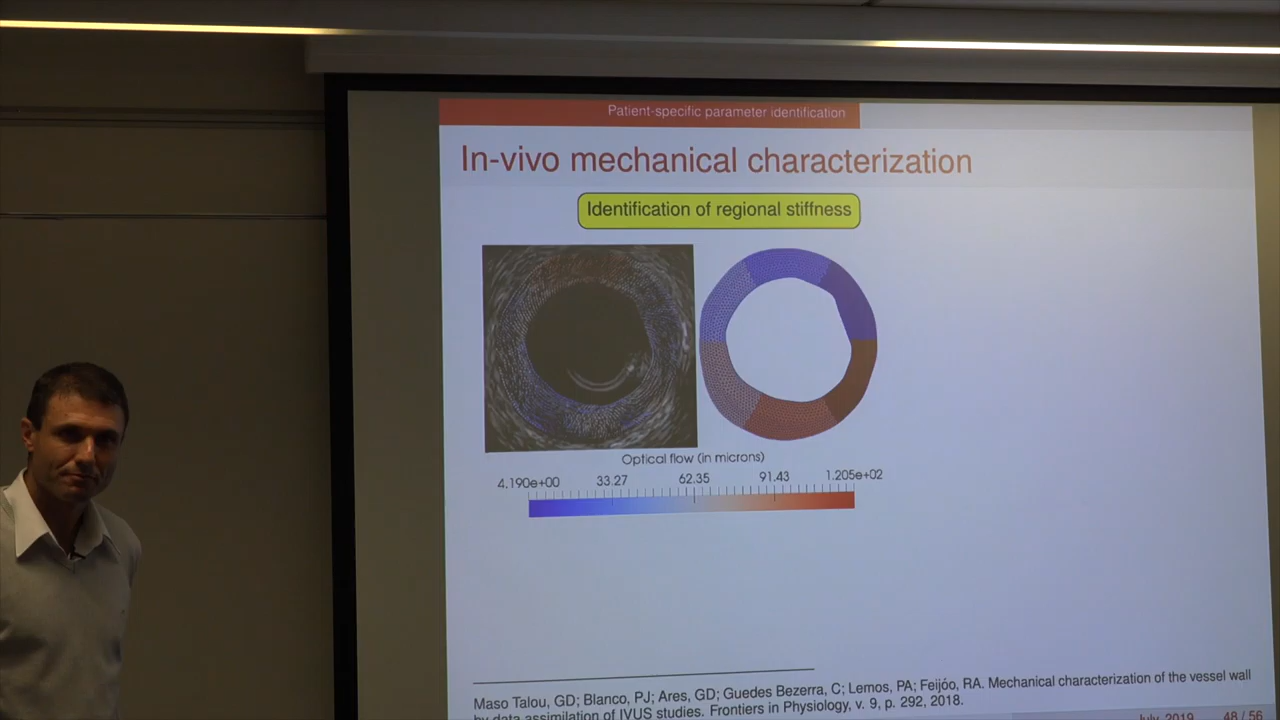 Patient-specific parameter identification
In-vivo mechanical characterization
Identification of regional stiffness
Optical flow (in microns)
4.190e+00 33.27 62.35 91.43 1.205e+02
Maso Talou, GD; Blanco, PJ; Ares, GD; Guedes Bezerra, C; Lemos, PA; Feijóo, RA. Mechanical characterization of the vessel wall
by data assimilation of IVUS studies. Frontiers in Physiology, v. 9, p. 292, 2018.
July, 2019 48 / 56